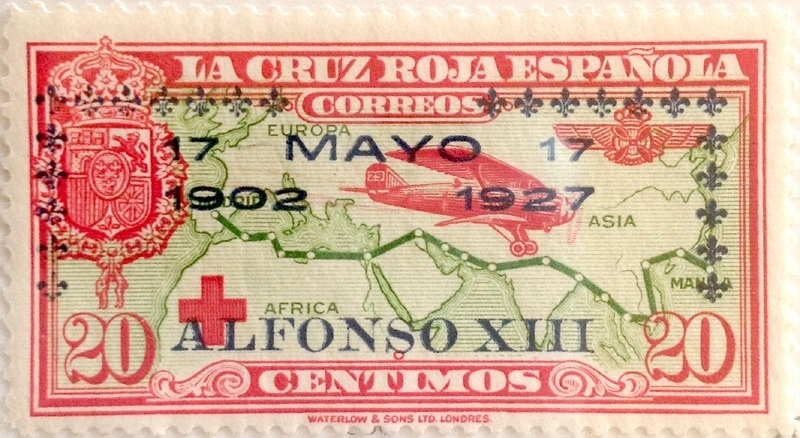 LA CRUZ ROJA ESPAÑOLA
CORREOS
EUROPA
17 MAYO 17
1902 1927
ASIA
AFRICA
20 ALFONSO XIII 20
CENTIMOS
WATERLOW & SONS LTD. LONDRES.